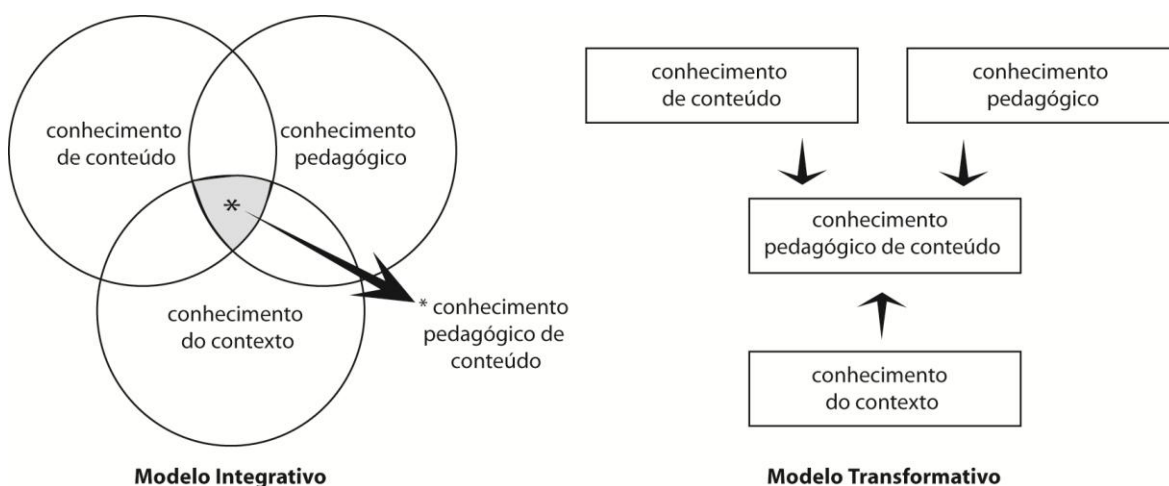 conhecimento
de conteúdo
conhecimento
pedagógico
*
conhecimento
do contexto
* conhecimento
pedagógico de
conteúdo
Modelo Integrativo
conhecimento
de conteúdo
conhecimento
pedagógico
conhecimento
pedagógico de conteúdo
conhecimento
do contexto
Modelo Transformativo